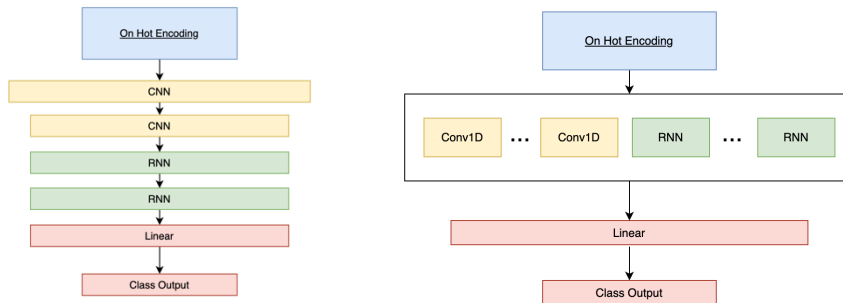 On Hot Encoding
CNN
CNN
RNN
RNN
Linear
Class Output
On Hot Encoding
Conv1D ... Conv1D RNN ... RNN
Linear
Class Output